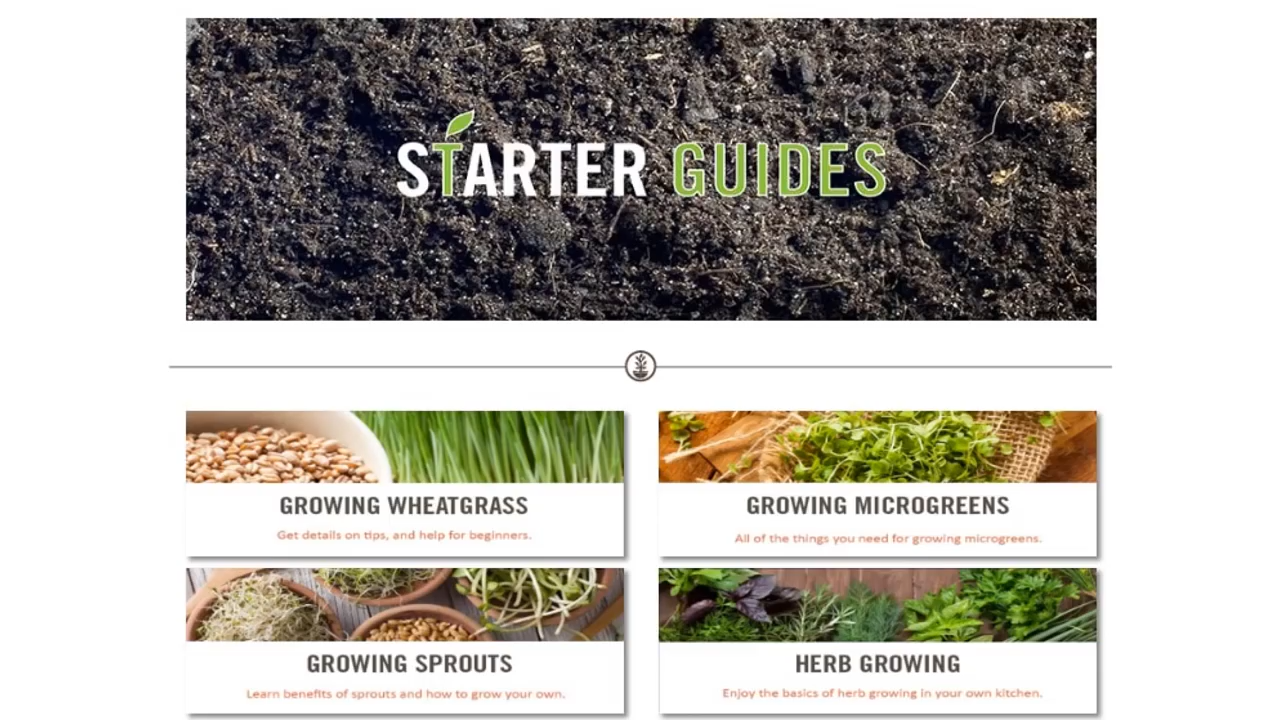 STARTER GUIDES
GROWING WHEATGRASS
Get details on tips, and help for beginners.
GROWING MICROGREENS
All of the things you need for growing microgreens.
GROWING SPROUTS
Learn benefits of sprouts and how to grow your own.
HERB GROWING
Enjoy the basics of herb growing in your own kitchen.